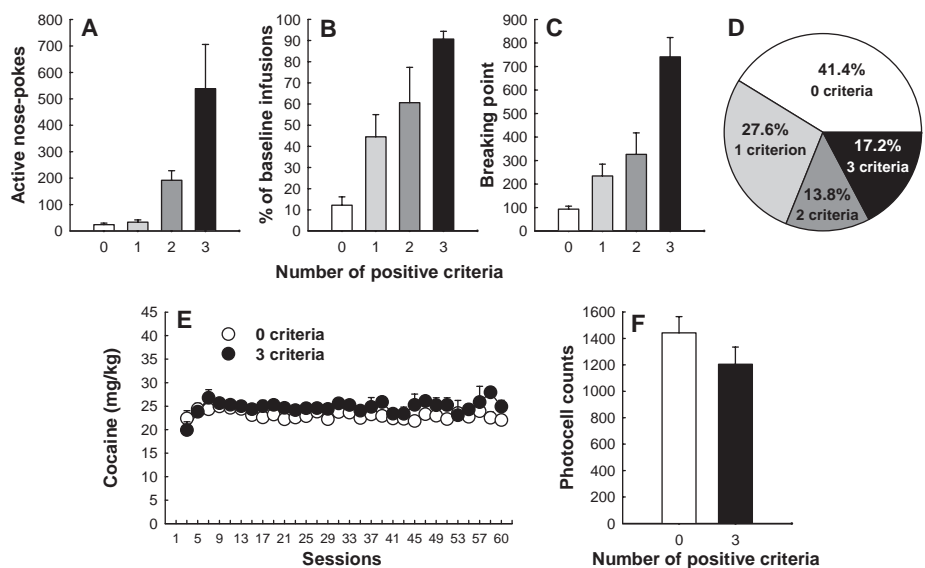 A
Active nose-pokes
800
700
600
500
400
300
200
100
0
0 1 2 3
B
% of baseline infusions
100
90
80
70
60
50
40
30
20
10
0 1 2 3
C
Breaking point
900
800
700
600
500
400
300
200
100
0
0 1 2 3
Number of positive criteria
D
41.4%
0 criteria
27.6%
1 criterion
17.2%
3 criteria
13.8%
2 criteria
E
0 criteria
3 criteria
Cocaine (mg/kg)
45
40
35
30
25
20
15
10
5
0
1 5 9 13 17 21 25 29 33 37 41 45 49 53 57 60
Sessions
F
Photocell counts
1600
1400
1200
1000
800
600
400
200
0
0 3
Number of positive criteria